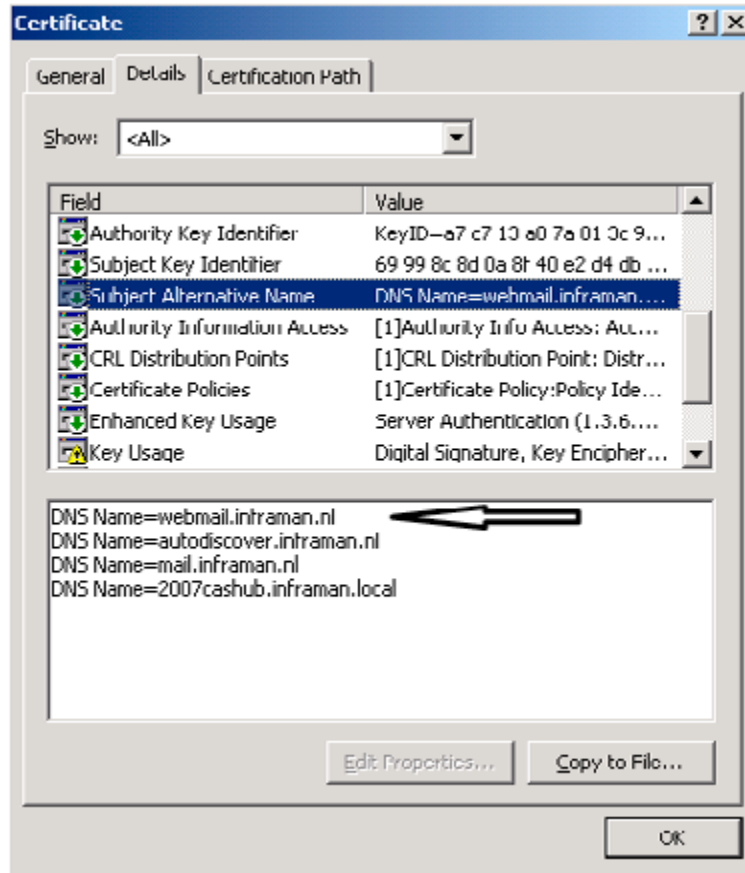 Certificate
General Details Certification Path
Show: <All>
Field Value
Authority Key Identifier KeyID=a7 c7 13 a0 7a 01 3c 9...
Subject Key Identifier 69 99 8c 8d 0a 8f 40 e2 d4 db ...
Subject Alternative Name DNS Name=webmail.inframan....
Authority Information Access [1]Authority Info Access: Acc...
CRL Distribution Points [1]CRL Distribution Point: Distr...
Certificate Policies [1]Certificate Policy:Policy Ide...
Enhanced Key Usage Server Authentication (1.3.6....
Key Usage Digital Signature, Key Encipher...
DNS Name=webmail.inframan.nl
DNS Name=autodiscover.inframan.nl
DNS Name=mail.inframan.nl
DNS Name=2007cashub.inframan.local
Edit Properties... Copy to File...
OK